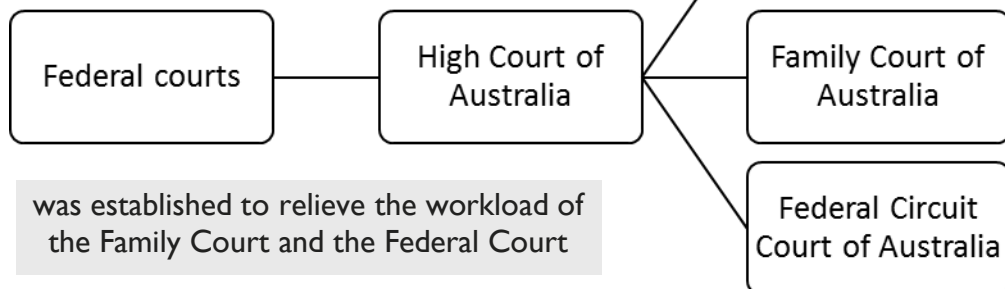 Federal courts
High Court of
Australia
Family Court of
Australia
Federal Circuit
Court of Australia
was established to relieve the workload of
the Family Court and the Federal Court